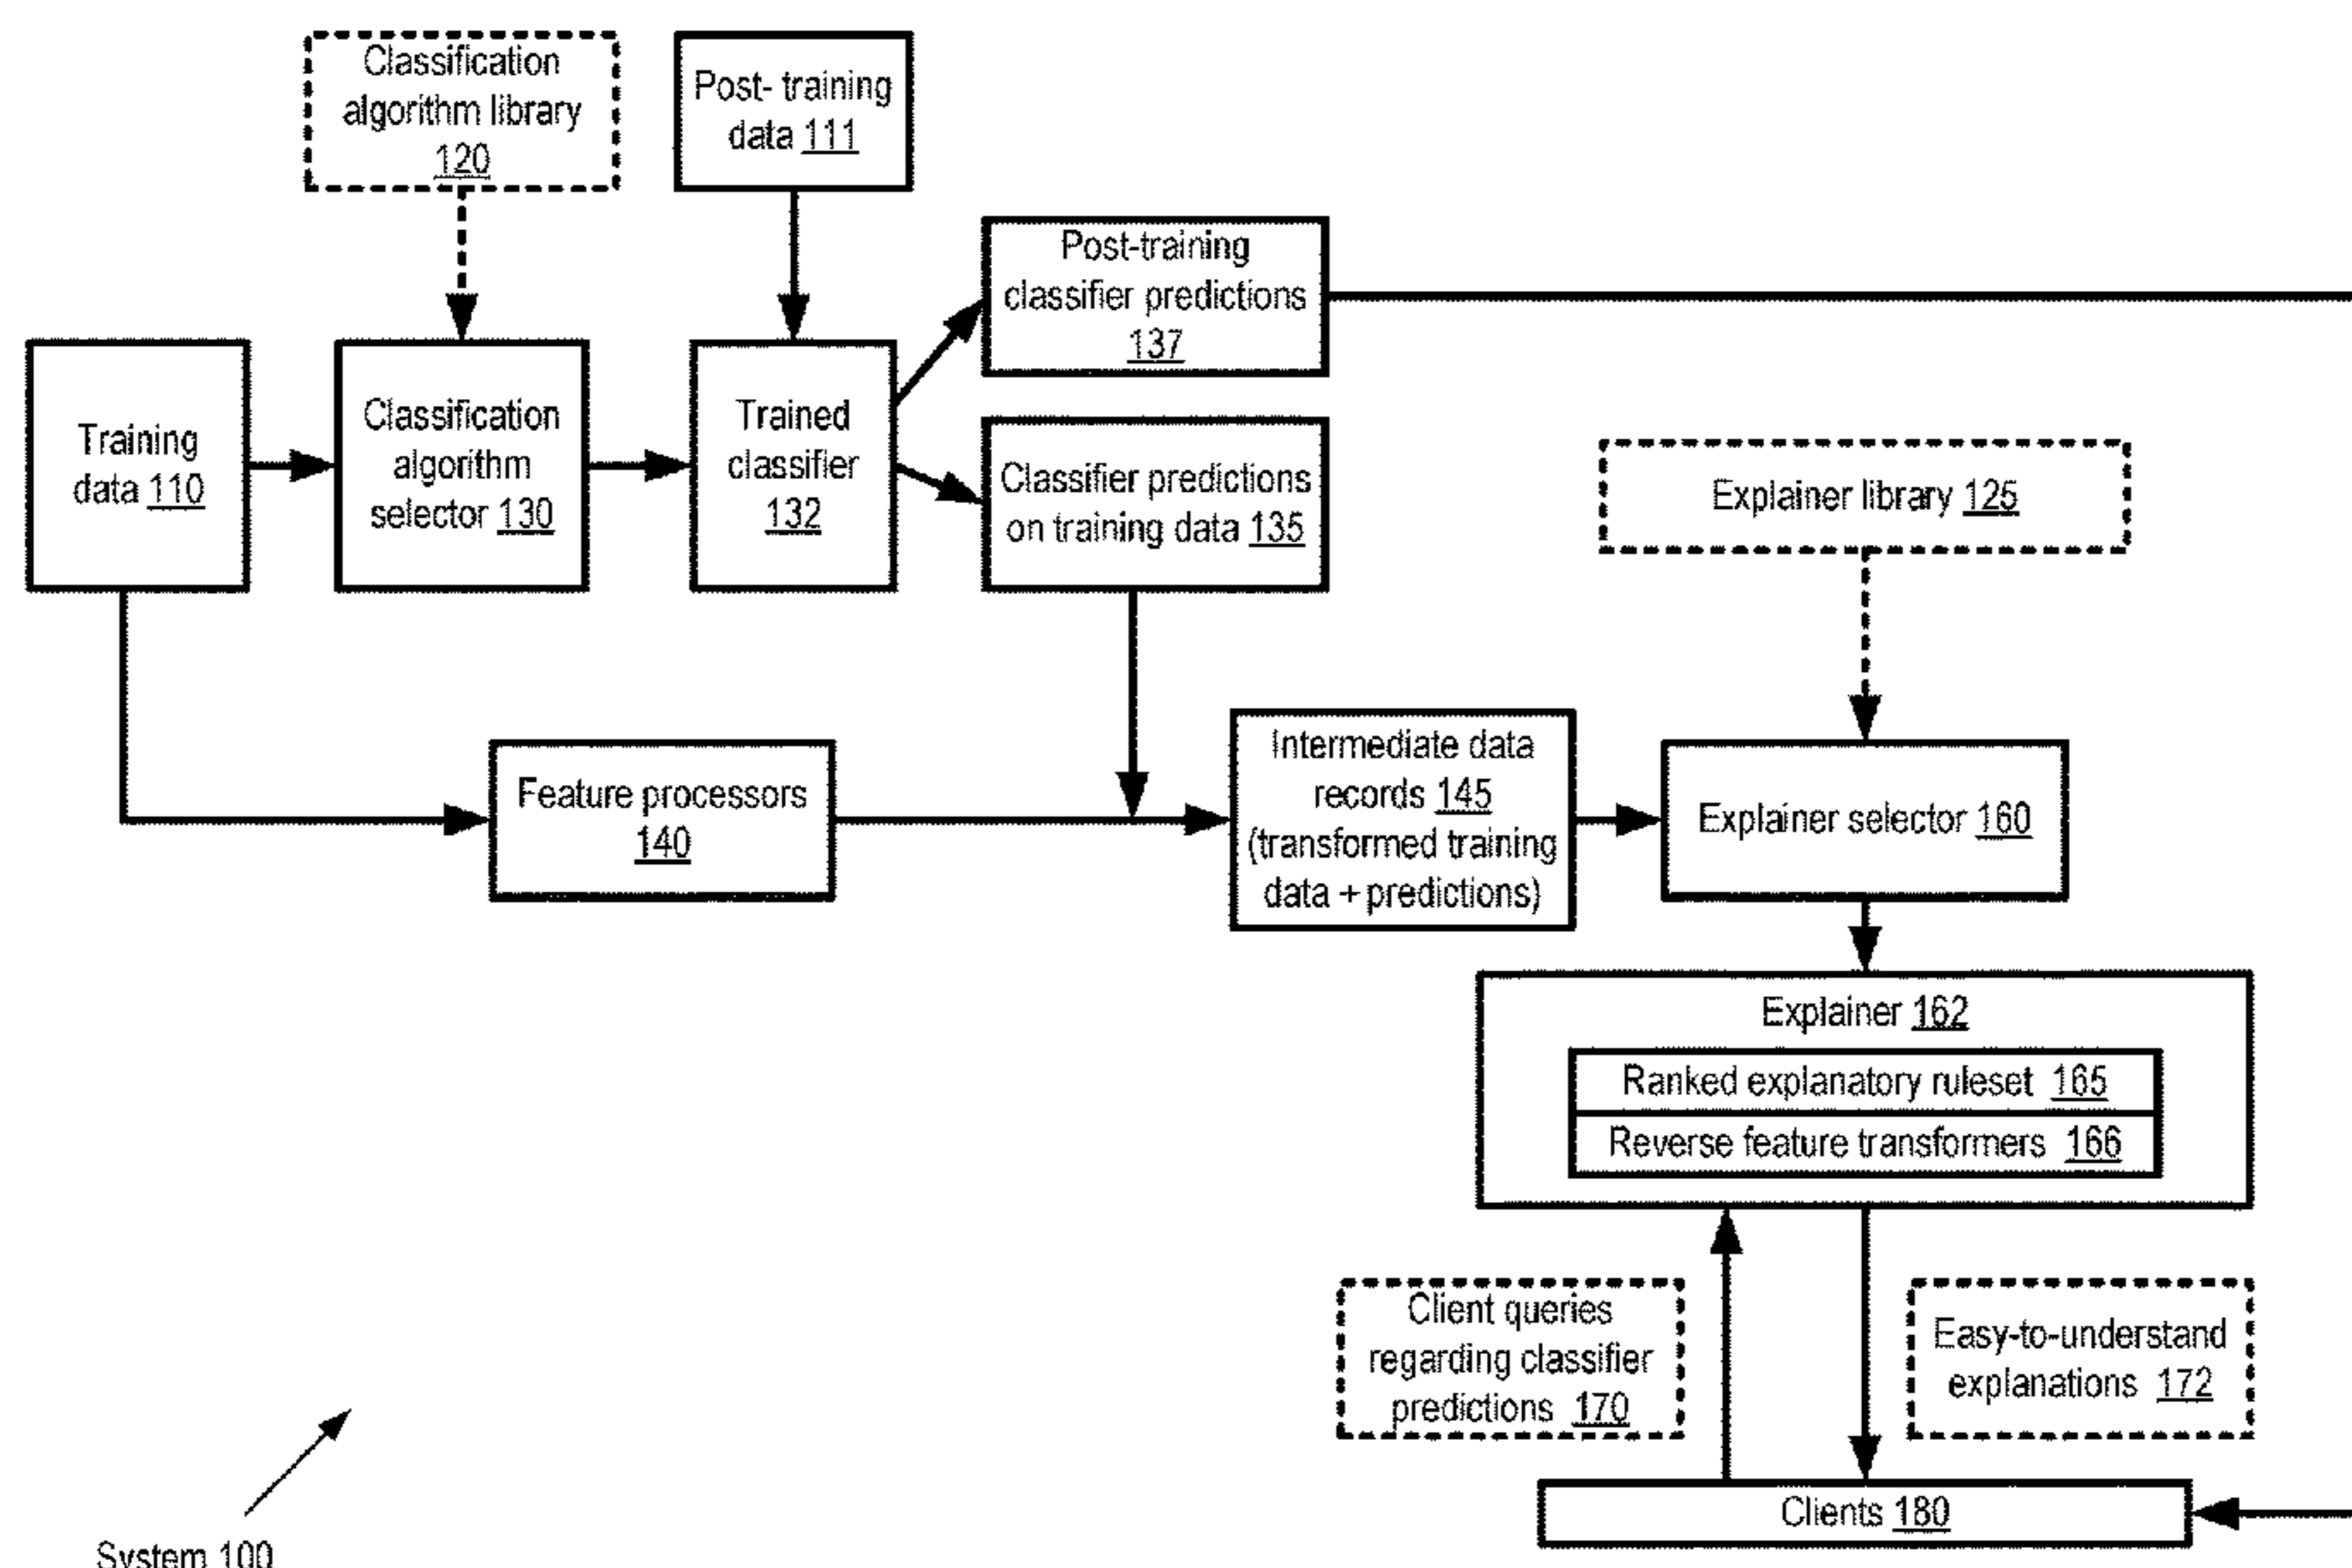 Classification
algorithm library
120
Post- training
data 111
Post-training
classifier predictions
137
Training
data 110
Classification
algorithm
selector 130
Trained
classifier
132
Classifier predictions
on training data 135
Explainer library 125
Feature processors
140
Intermediate data
records 145
(transformed training
data + predictions)
Explainer selector 160
Explainer 162
Ranked explanatory ruleset 165
Reverse feature transformers 166
Client queries
regarding classifier
predictions 170
Easy-to-understand
explanations 172
Clients 180
System 100